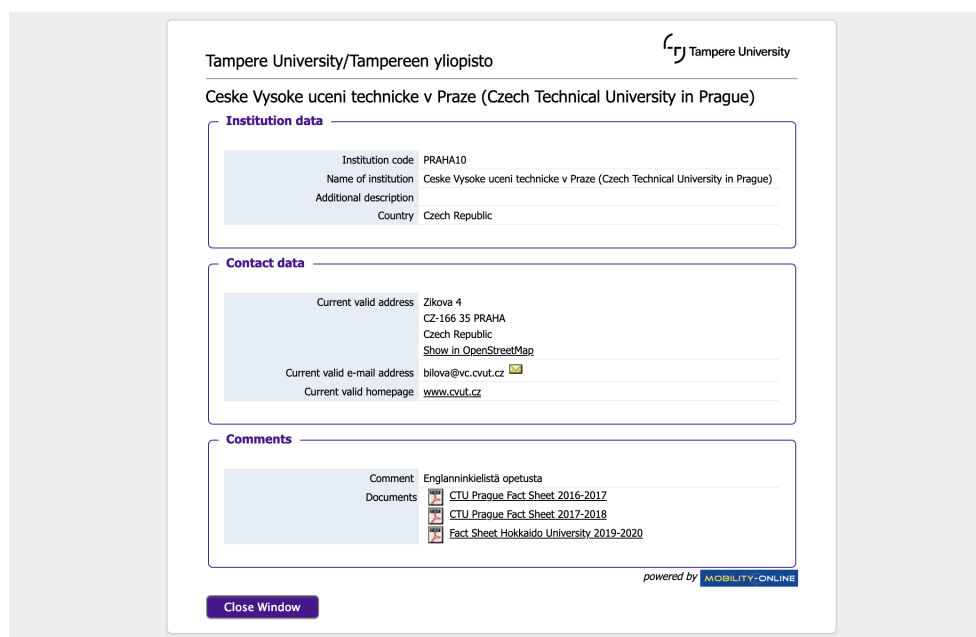 Tampere University/Tampereen yliopisto
Tampere University
Ceske Vysoke uceni technicke v Praze (Czech Technical University in Prague)
Institution data
Institution code PRAHA10
Name of institution Ceske Vysoke uceni technicke v Praze (Czech Technical University in Prague)
Additional description
Country Czech Republic
Contact data
Current valid address Zikova 4
CZ-166 35 PRAHA
Czech Republic
Show in OpenStreetMap
Current valid e-mail address bilova@vc.cvut.cz
Current valid homepage www.cvut.cz
Comments
Comment Englanninkielistä opetusta
Documents CTU Prague Fact Sheet 2016-2017
CTU Prague Fact Sheet 2017-2018
Fact Sheet Hokkaido University 2019-2020
powered by MOBILITY-ONLINE
Close Window